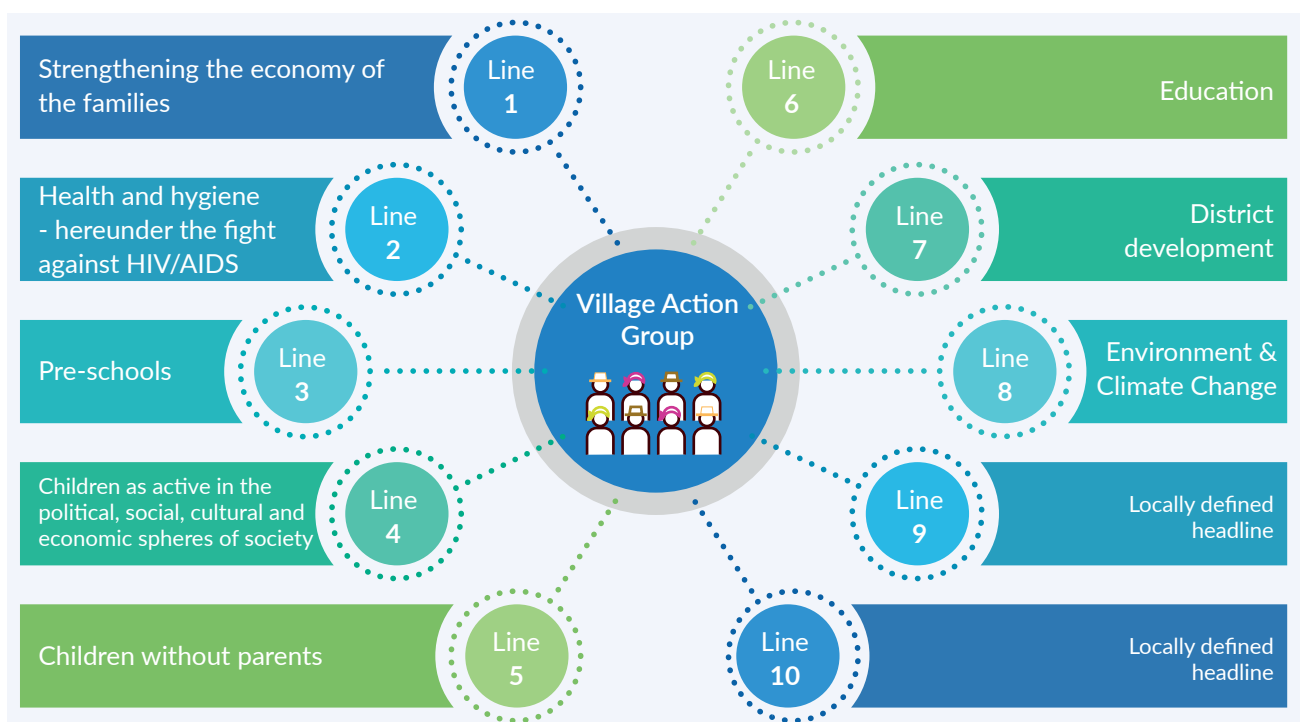 Strengthening the economy of
the families
Line
1
Health and hygiene
- hereunder the fight
against HIV/AIDS
Line
2
Pre-schools
Line
3
Children as active in the
political, social, cultural and
economic spheres of society
Line
4
Children without parents
Line
5
Village Action
Group
Line
6
Education
Line
7
District
development
Line
8
Environment &
Climate Change
Line
9
Locally defined
headline
Line
10
Locally defined
headline